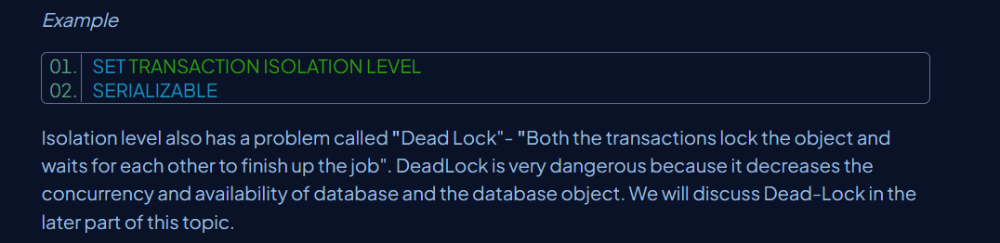 Example
01. SET TRANSACTION ISOLATION LEVEL
02. SERIALIZABLE
Isolation level also has a problem called "Dead Lock"- "Both the transactions lock the object and
waits for each other to finish up the job". DeadLock is very dangerous because it decreases the
concurrency and availability of database and the database object. We will discuss Dead-Lock in the
later part of this topic.